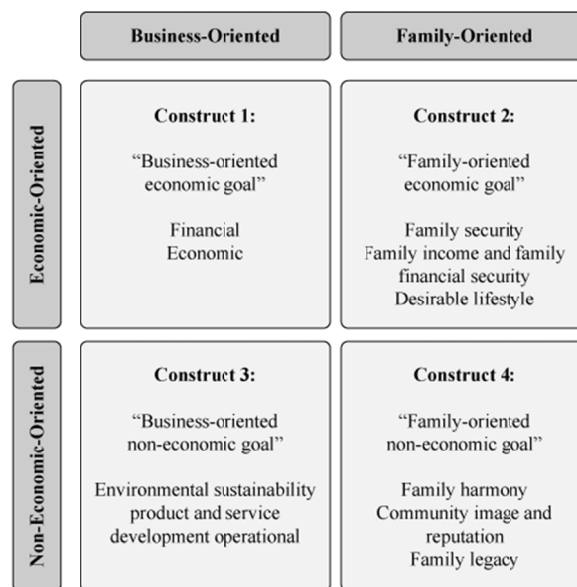 Business-Oriented
Family-Oriented
Economic-Oriented
Construct 1:
“Business-oriented
economic goal”
Financial
Economic
Construct 2:
“Family-oriented
economic goal”
Family security
Family income and family
financial security
Desirable lifestyle
Non-Economic-Oriented
Construct 3:
“Business-oriented
non-economic goal”
Environmental sustainability
product and service
development operational
Construct 4:
“Family-oriented
non-economic goal”
Family harmony
Community image and
reputation
Family legacy